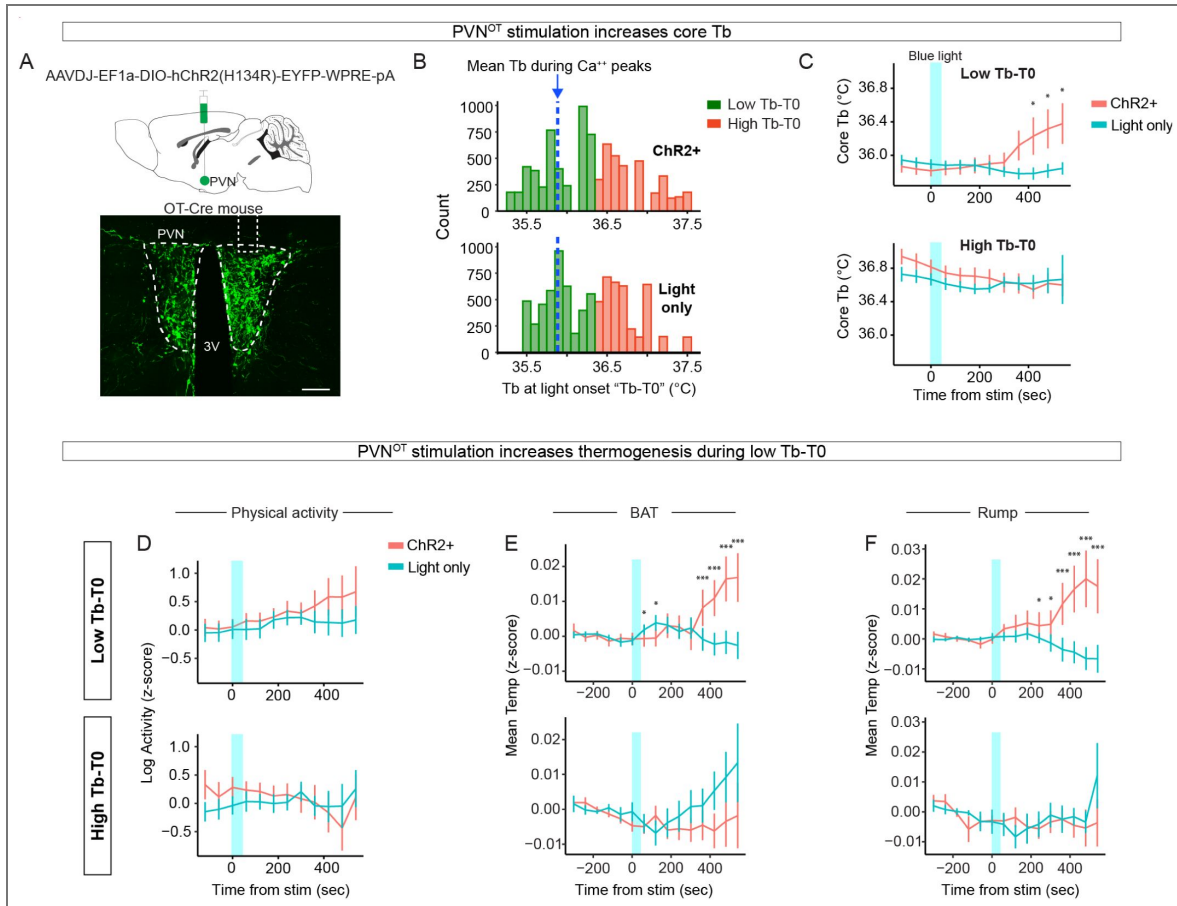 PVNᴼᵀ stimulation increases core Tb
A
AAVDJ-EF1a-DIO-hChR2(H134R)-EYFP-WPRE-pA
PVN
OT-Cre mouse
PVN
3V
B
Mean Tb during Ca⁺⁺ peaks
Low Tb-T0
High Tb-T0
ChR2+
1000
750
500
250
0
35.5 36.5 37.5
Count
Light only
1000
750
500
250
0
35.5 36.5 37.5
Tb at light onset “Tb-T0” (°C)
C
Blue light
Low Tb-T0
ChR2+
Light only
* * *
Core Tb (°C)
36.8
36.4
36.0
High Tb-T0
Core Tb (°C)
36.8
36.4
36.0
0 200 400
Time from stim (sec)
PVNᴼᵀ stimulation increases thermogenesis during low Tb-T0
Physical activity
BAT
Rump
Low Tb-T0
High Tb-T0
D
ChR2+
Light only
Log Activity (z-score)
1.0
0.5
0.0
−0.5
0 200 400
1.0
0.5
0.0
−0.5
0 200 400
Time from stim (sec)
E
* * *** *** *** ***
Mean Temp (z-score)
0.02
0.01
0.00
−0.01
−200 0 200 400
0.02
0.01
0.00
−0.01
−200 0 200 400
Time from stim (sec)
F
* * *** *** *** ***
Mean Temp (z-score)
0.03
0.02
0.01
0.00
−0.01
−200 0 200 400
0.03
0.02
0.01
0.00
−0.01
−200 0 200 400
Time from stim (sec)